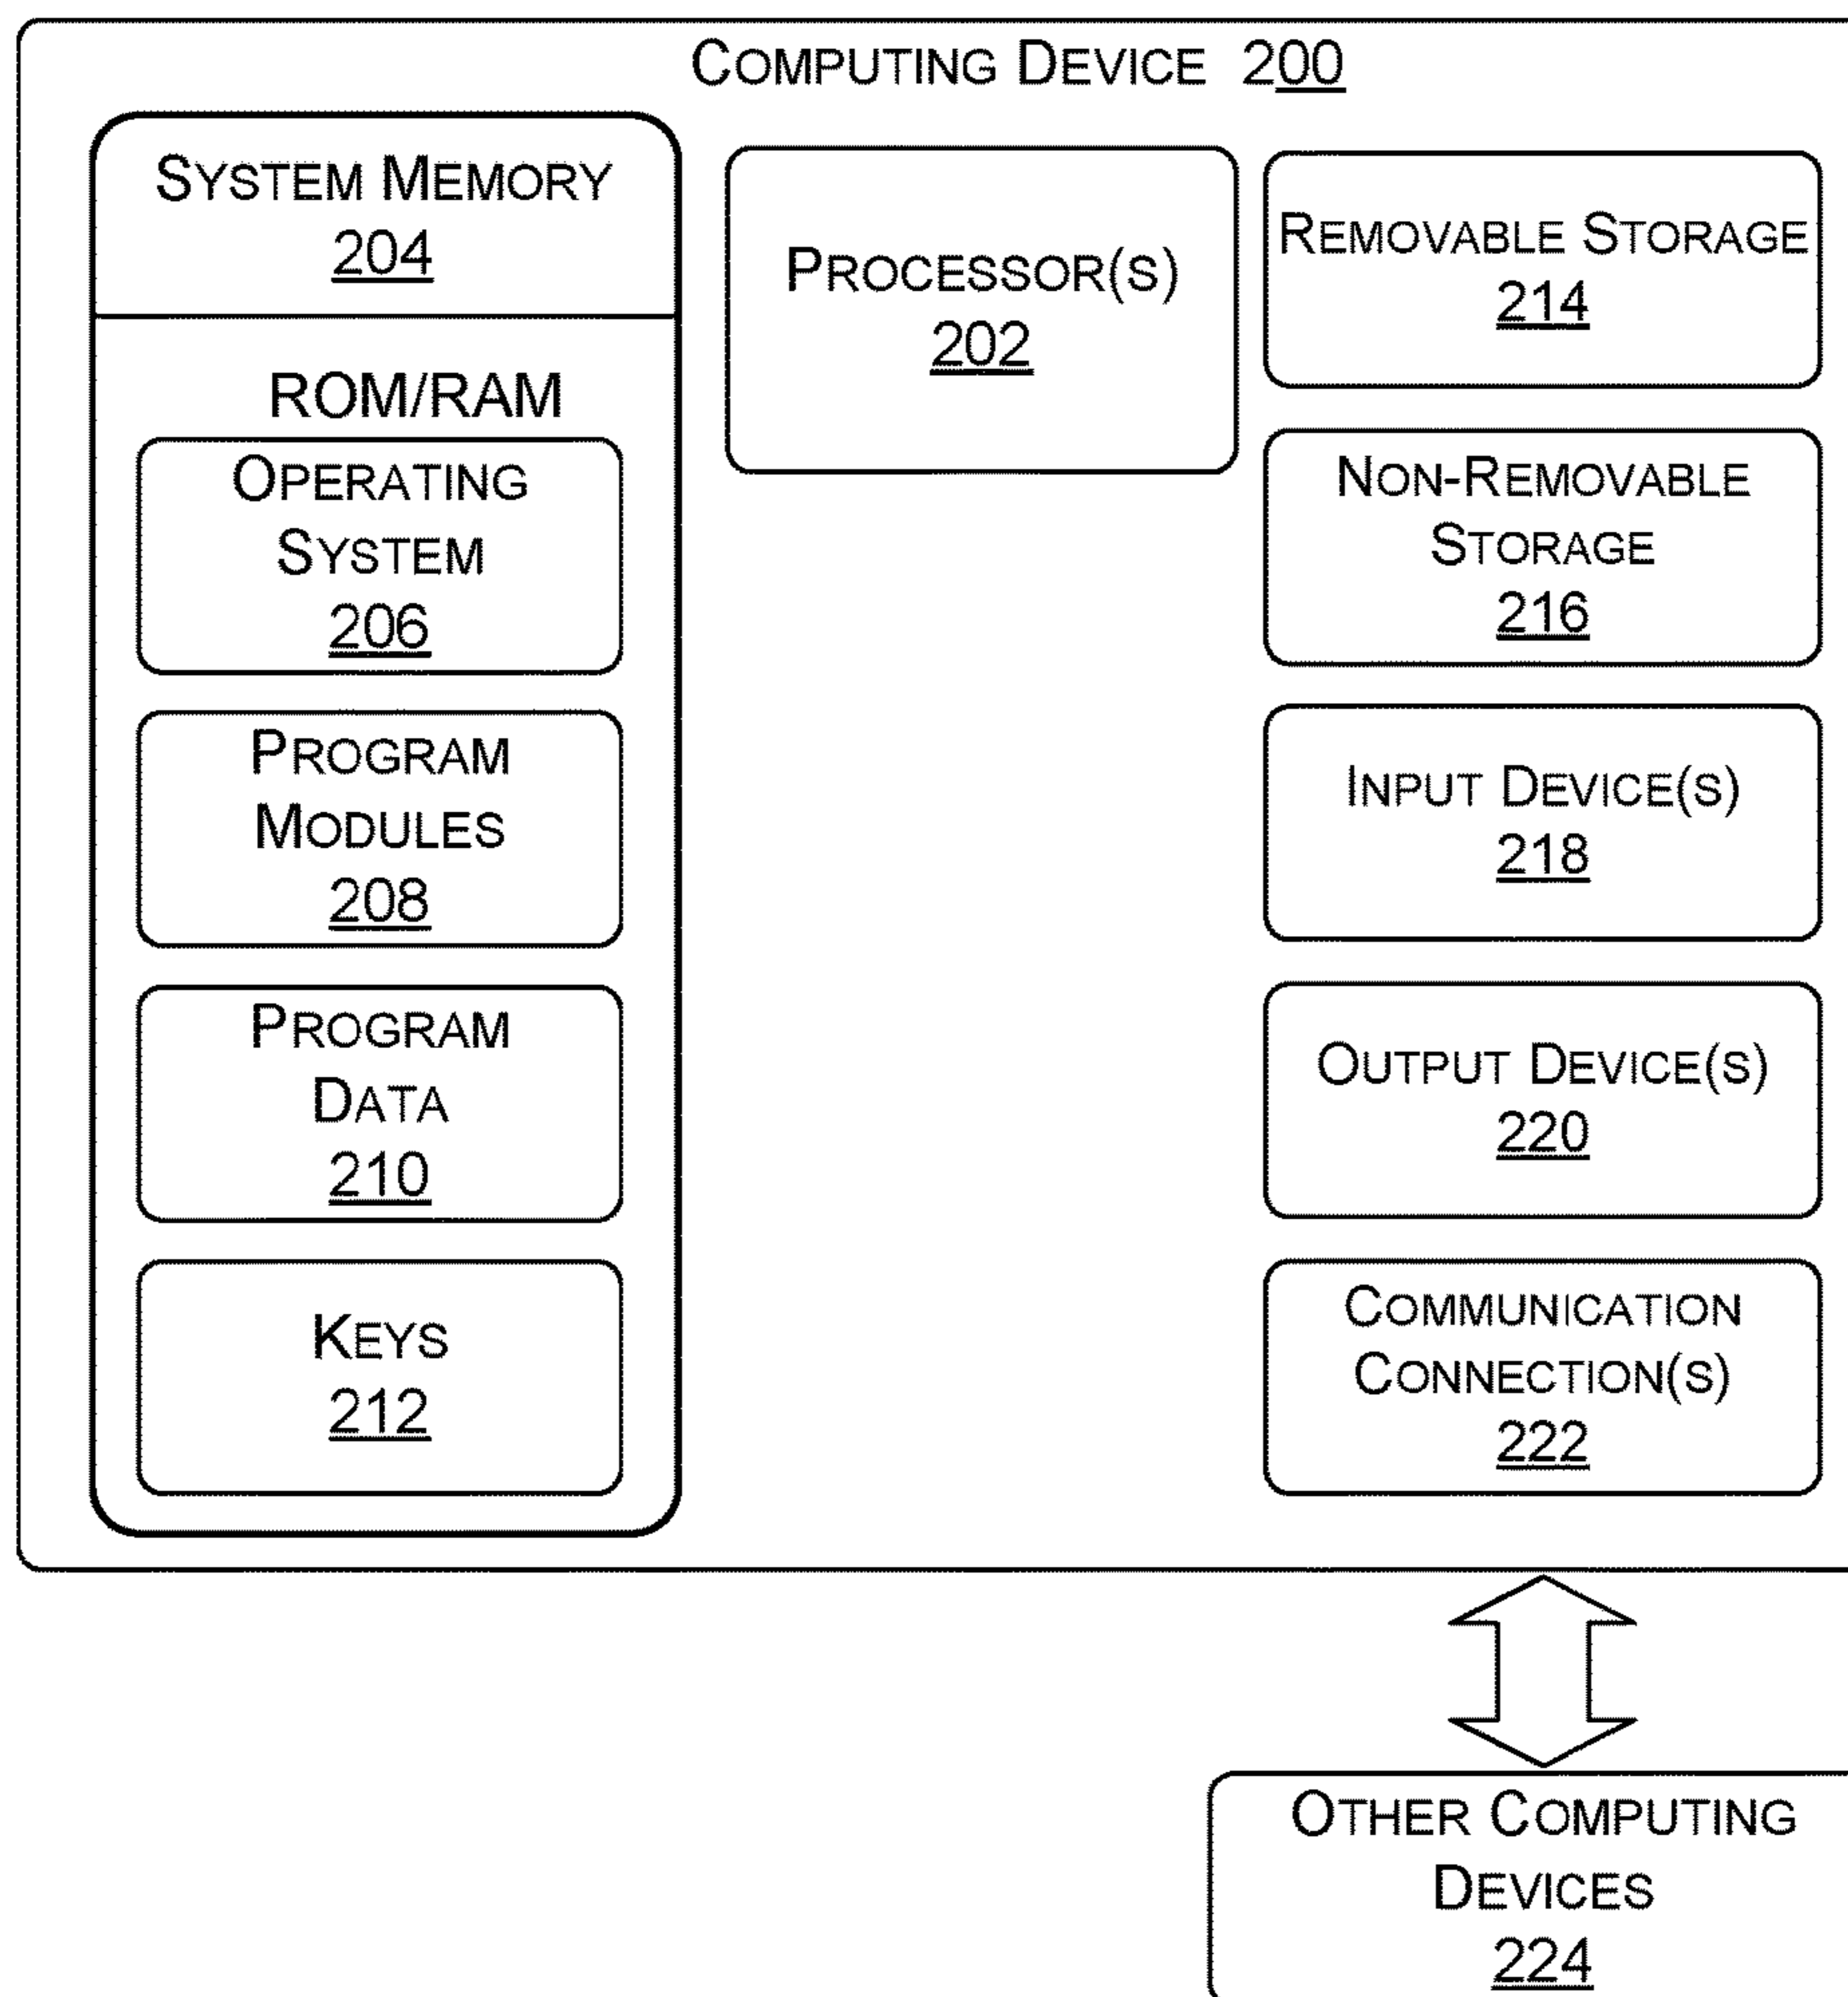 COMPUTING DEVICE 200
SYSTEM MEMORY
204
ROM/RAM
OPERATING
SYSTEM
206
PROGRAM
MODULES
208
PROGRAM
DATA
210
KEYS
212
PROCESSOR(S)
202
REMOVABLE STORAGE
214
NON-REMOVABLE
STORAGE
216
INPUT DEVICE(S)
218
OUTPUT DEVICE(S)
220
COMMUNICATION
CONNECTION(S)
222
OTHER COMPUTING
DEVICES
224